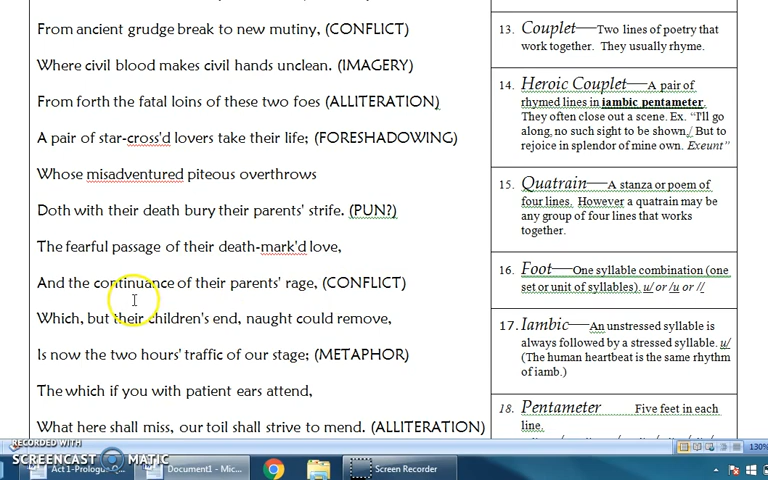 From ancient grudge break to new mutiny, (CONFLICT)
Where civil blood makes civil hands unclean. (IMAGERY)
From forth the fatal loins of these two foes (ALLITERATION)
A pair of star-cross'd lovers take their life; (FORESHADOWING)
Whose misadventured piteous overthrows
Doth with their death bury their parents' strife. (PUN?)
The fearful passage of their death-mark'd love,
And the continuance of their parents' rage, (CONFLICT)
Which, but their children's end, naught could remove,
Is now the two hours' traffic of our stage; (METAPHOR)
The which if you with patient ears attend,
What here shall miss, our toil shall strive to mend. (ALLITERATION)
13. Couplet—Two lines of poetry that
work together. They usually rhyme.
14. Heroic Couplet—A pair of
rhymed lines in iambic pentameter.
They often close out a scene. Ex. “I'll go
along, no such sight to be shown,/ But to
rejoice in splendor of mine own. Exeunt”
15. Quatrain—A stanza or poem of
four lines. However a quatrain may be
any group of four lines that works
together.
16. Foot—One syllable combination (one
set or unit of syllables). u/ or /u or //
17. Iambic—An unstressed syllable is
always followed by a stressed syllable. u/
(The human heartbeat is the same rhythm
of iamb.)
18. Pentameter Five feet in each
line.
RECORDED WITH
SCREENCAST MATIC
Act 1-Prologue-
Document1 - Mic...
Screen Recorder
130%